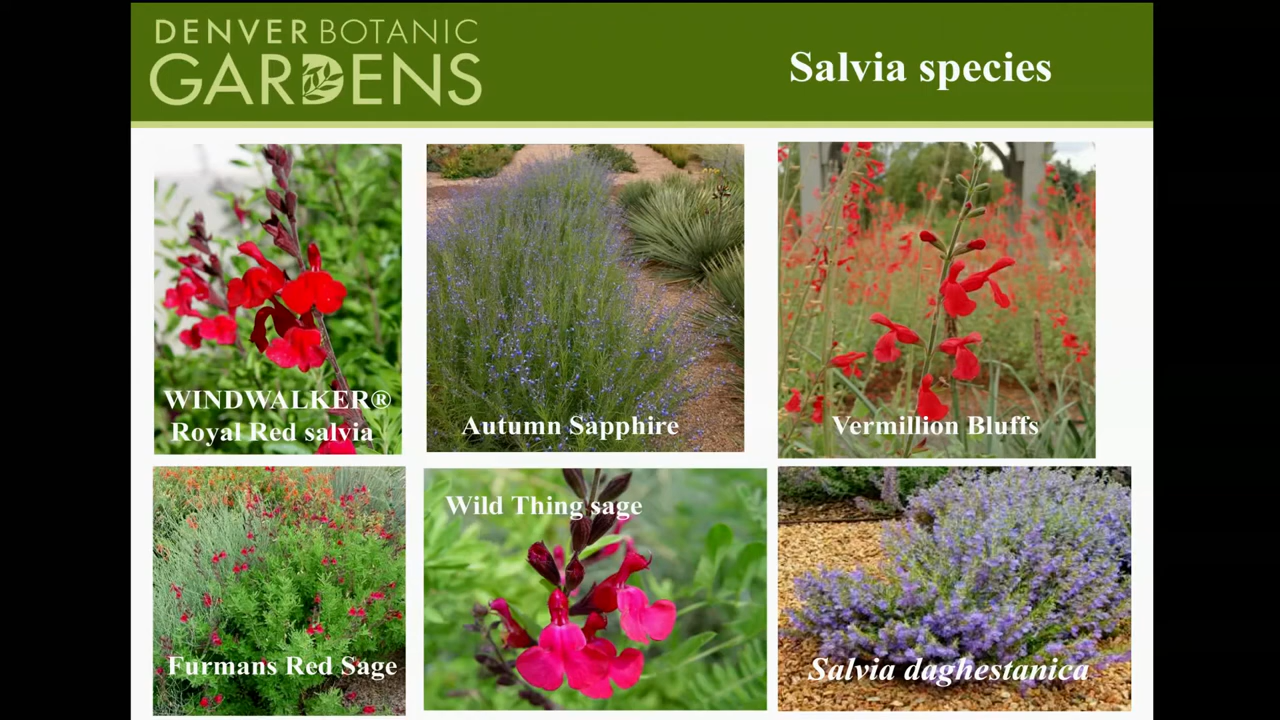 DENVER BOTANIC
GARDENS
Salvia species
WINDWALKER®
Royal Red salvia
Autumn Sapphire
Vermillion Bluffs
Furmans Red Sage
Wild Thing sage
Salvia daghestanica